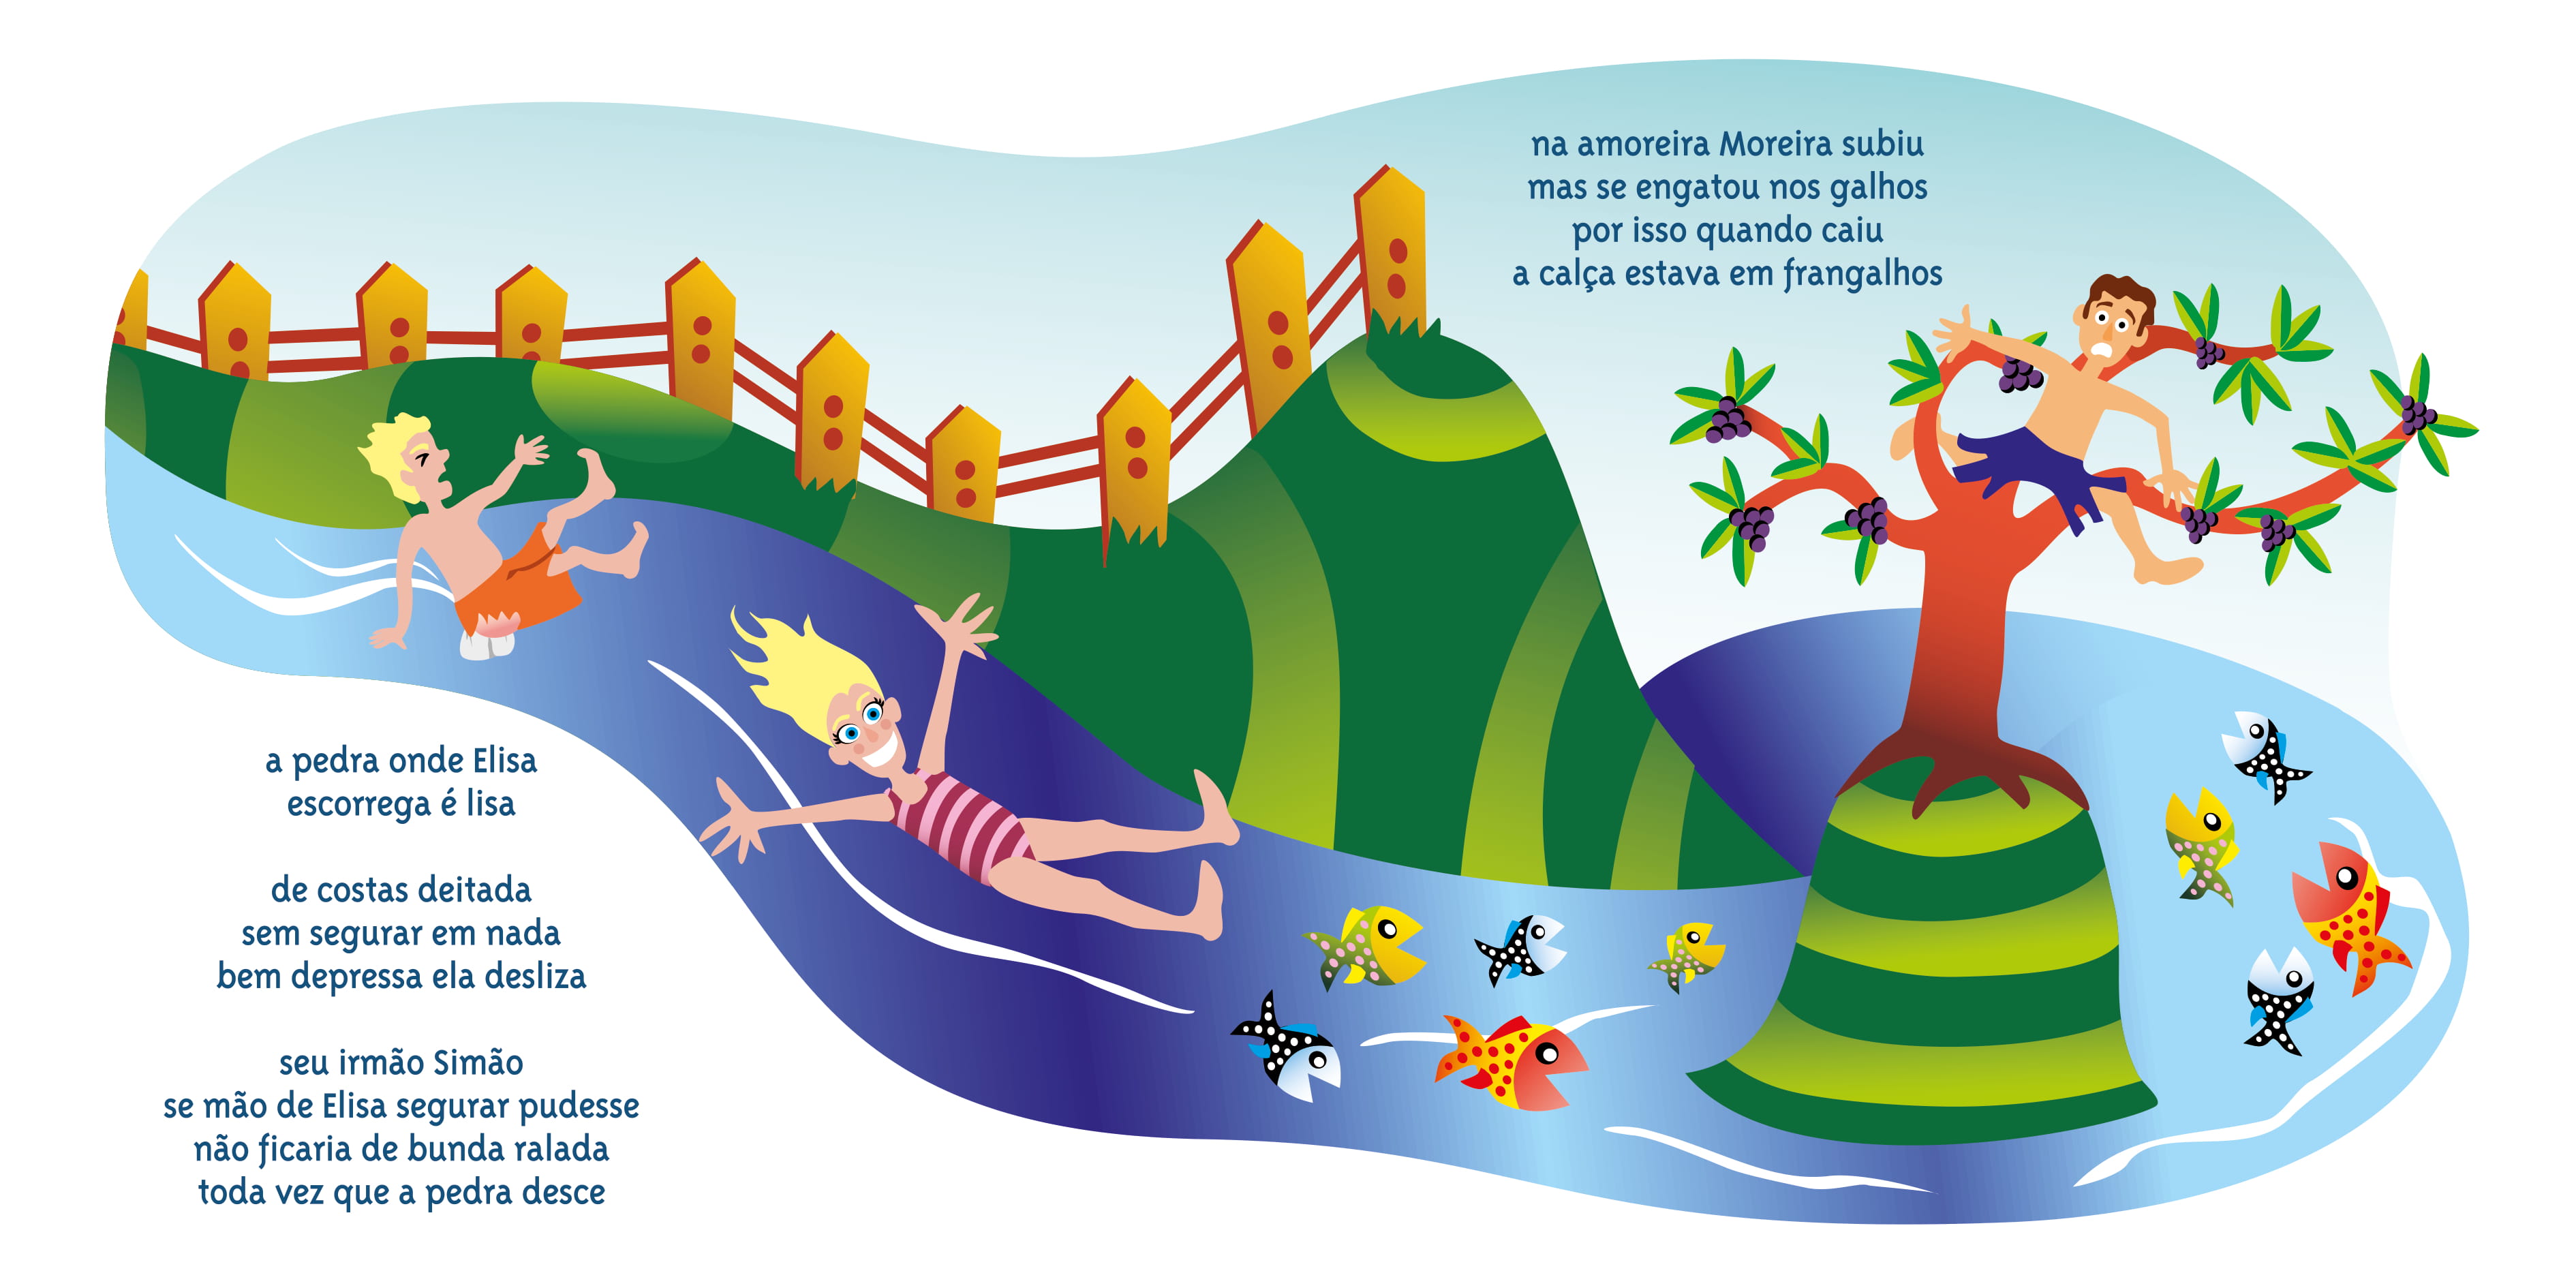 a pedra onde Elisa
escorrega é lisa
de costas deitada
sem segurar em nada
bem depressa ela desliza
seu irmão Simão
se mão de Elisa segurar pudesse
não ficaria de bunda ralada
toda vez que a pedra desce
na amoreira Moreira subiu
mas se engatou nos galhos
por isso quando caiu
a calça estava em frangalhos